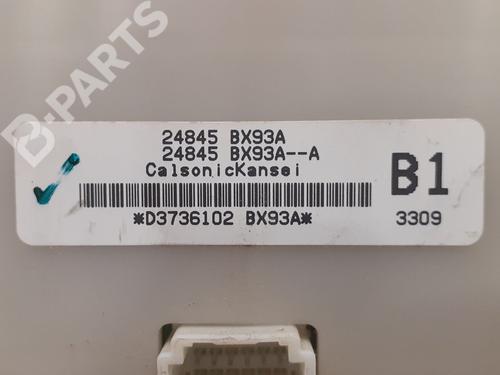 B-PARTS
24845 BX93A
24845 BX93A--A
CalsonicKansei
*D3736102 BX93A*
B1
3309